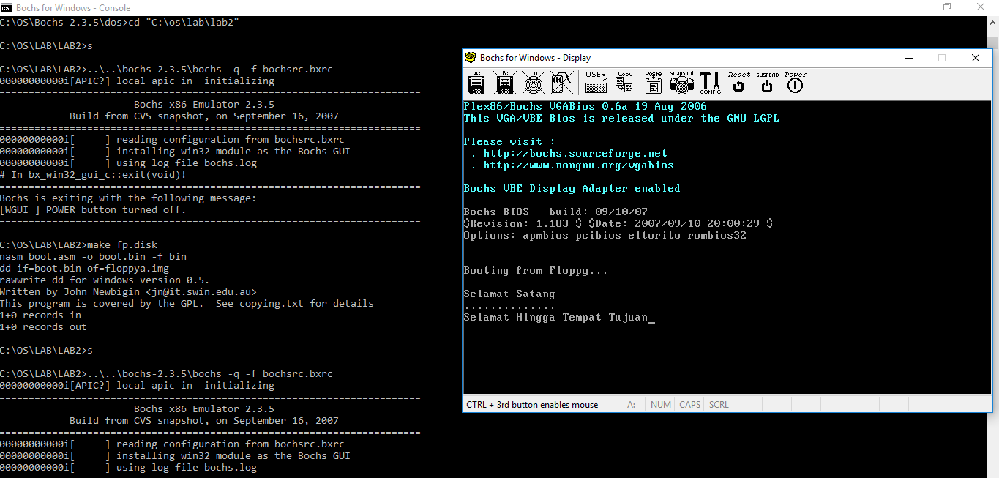 Bochs for Windows - Console
C:\OS\Bochs-2.3.5\dos>cd "C:\os\lab\lab2"
C:\OS\LAB\LAB2>s
C:\OS\LAB\LAB2>..\..\bochs-2.3.5\bochs -q -f bochsrc.bxrc
00000000000i[APIC?] local apic in  initializing
========================================================================
Bochs x86 Emulator 2.3.5
Build from CVS snapshot, on September 16, 2007
========================================================================
00000000000i[     ] reading configuration from bochsrc.bxrc
00000000000i[     ] installing win32 module as the Bochs GUI
00000000000i[     ] using log file bochs.log
# In bx_win32_gui_c::exit(void)!
========================================================================
Bochs is exiting with the following message:
[WGUI ] POWER button turned off.
========================================================================
C:\OS\LAB\LAB2>make fp.disk
nasm boot.asm -o boot.bin -f bin
dd if=boot.bin of=floppya.img
rawwrite dd for windows version 0.5.
Written by John Newbigin <jn@it.swin.edu.au>
This program is covered by the GPL.  See copying.txt for details
1+0 records in
1+0 records out
C:\OS\LAB\LAB2>s
C:\OS\LAB\LAB2>..\..\bochs-2.3.5\bochs -q -f bochsrc.bxrc
00000000000i[APIC?] local apic in  initializing
========================================================================
Bochs x86 Emulator 2.3.5
Build from CVS snapshot, on September 16, 2007
========================================================================
00000000000i[     ] reading configuration from bochsrc.bxrc
00000000000i[     ] installing win32 module as the Bochs GUI
00000000000i[     ] using log file bochs.log
Bochs for Windows - Display
A: B: CD USER Copy Paste snapshot CONFIG Reset SUSPEND Power
Plex86/Bochs VGABios 0.6a 19 Aug 2006
This VGA/VBE Bios is released under the GNU LGPL
Please visit :
. http://bochs.sourceforge.net
. http://www.nongnu.org/vgabios
Bochs VBE Display Adapter enabled
Bochs BIOS - build: 09/10/07
$Revision: 1.183 $ $Date: 2007/09/10 20:00:29 $
Options: apmbios pcibios eltorito rombios32
Booting from Floppy...
Selamat Satang
..............
Selamat Hingga Tempat Tujuan_
CTRL + 3rd button enables mouse A: NUM CAPS SCRL